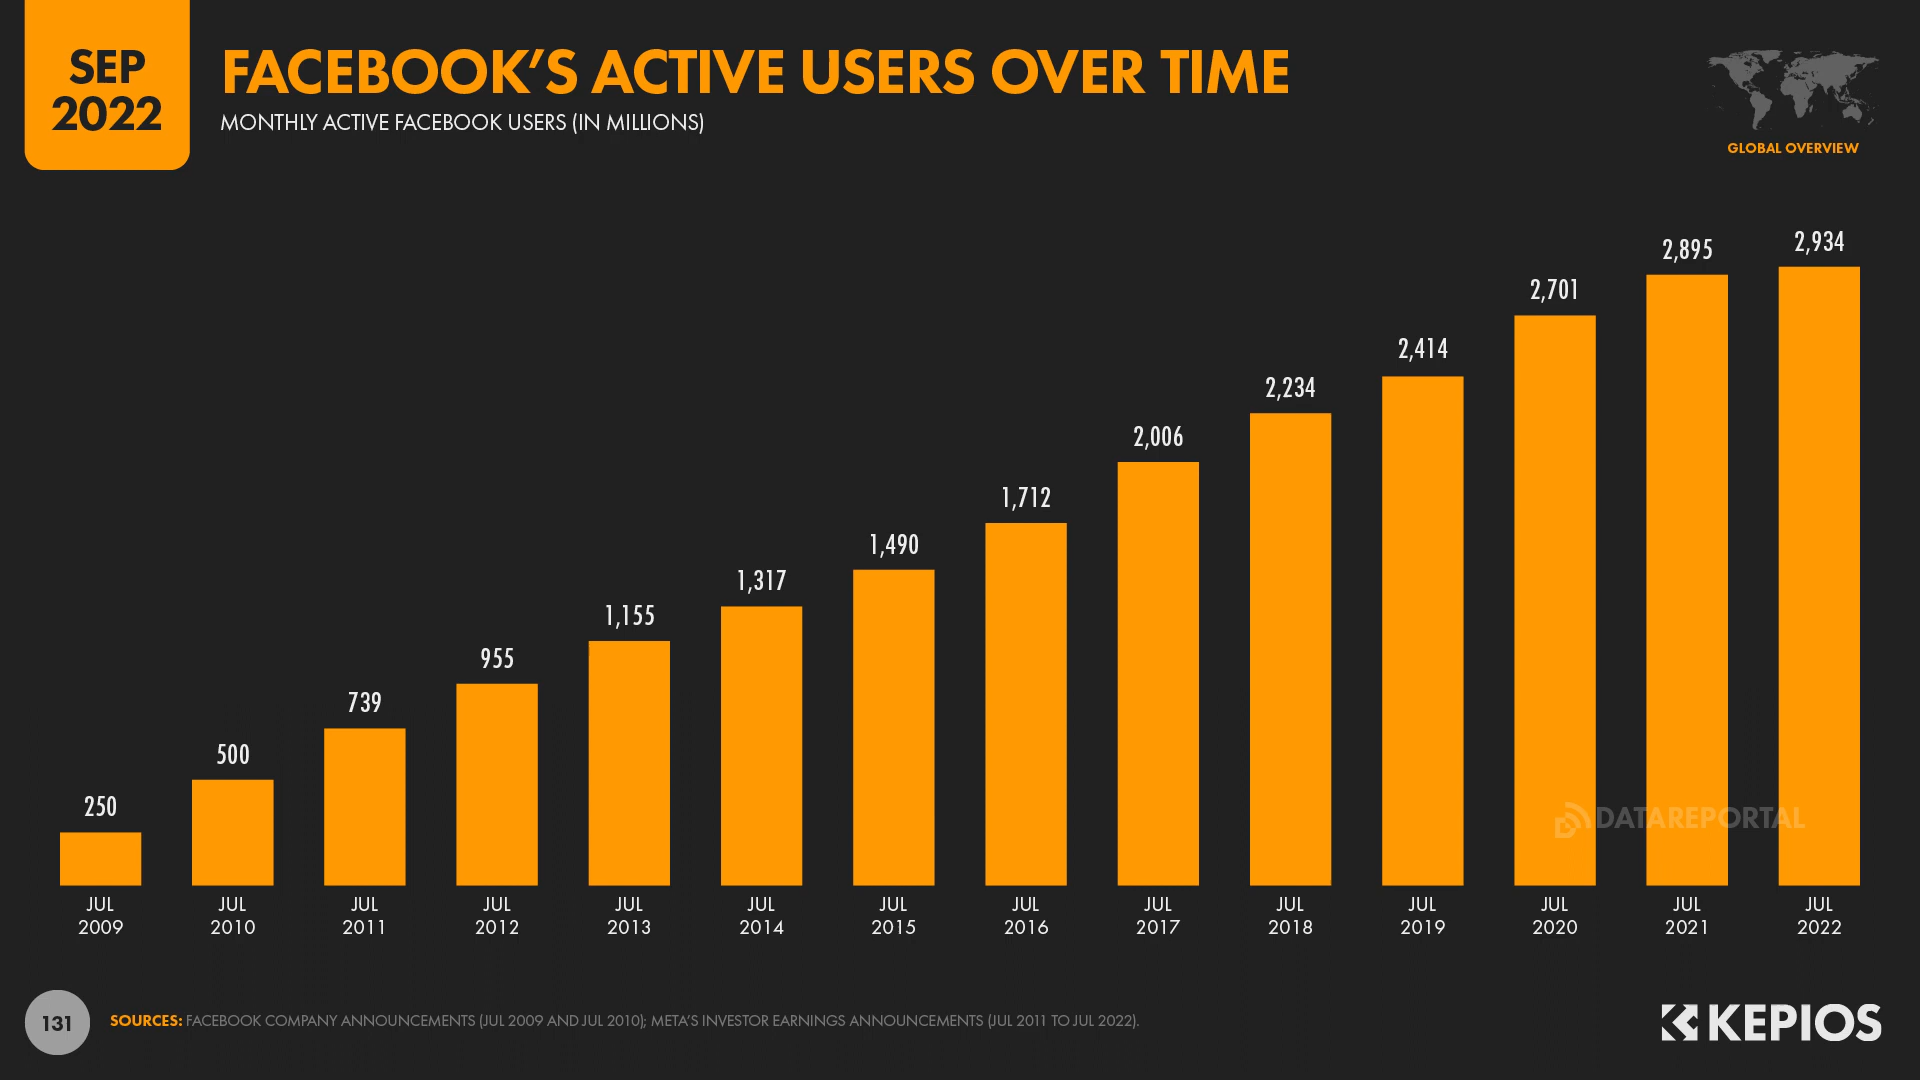 SEP
2022
FACEBOOK'S ACTIVE USERS OVER TIME
MONTHLY ACTIVE FACEBOOK USERS (IN MILLIONS)
GLOBAL OVERVIEW
250
500
739
955
1,155
1,317
1,490
1,712
2,006
2,234
2,414
2,701
2,895
2,934
DATAREPORTAL
JUL
2009
JUL
2010
JUL
2011
JUL
2012
JUL
2013
JUL
2014
JUL
2015
JUL
2016
JUL
2017
JUL
2018
JUL
2019
JUL
2020
JUL
2021
JUL
2022
131
SOURCES: FACEBOOK COMPANY ANNOUNCEMENTS (JUL 2009 AND JUL 2010); META'S INVESTOR EARNINGS ANNOUNCEMENTS (JUL 2011 TO JUL 2022).
KEPIOS